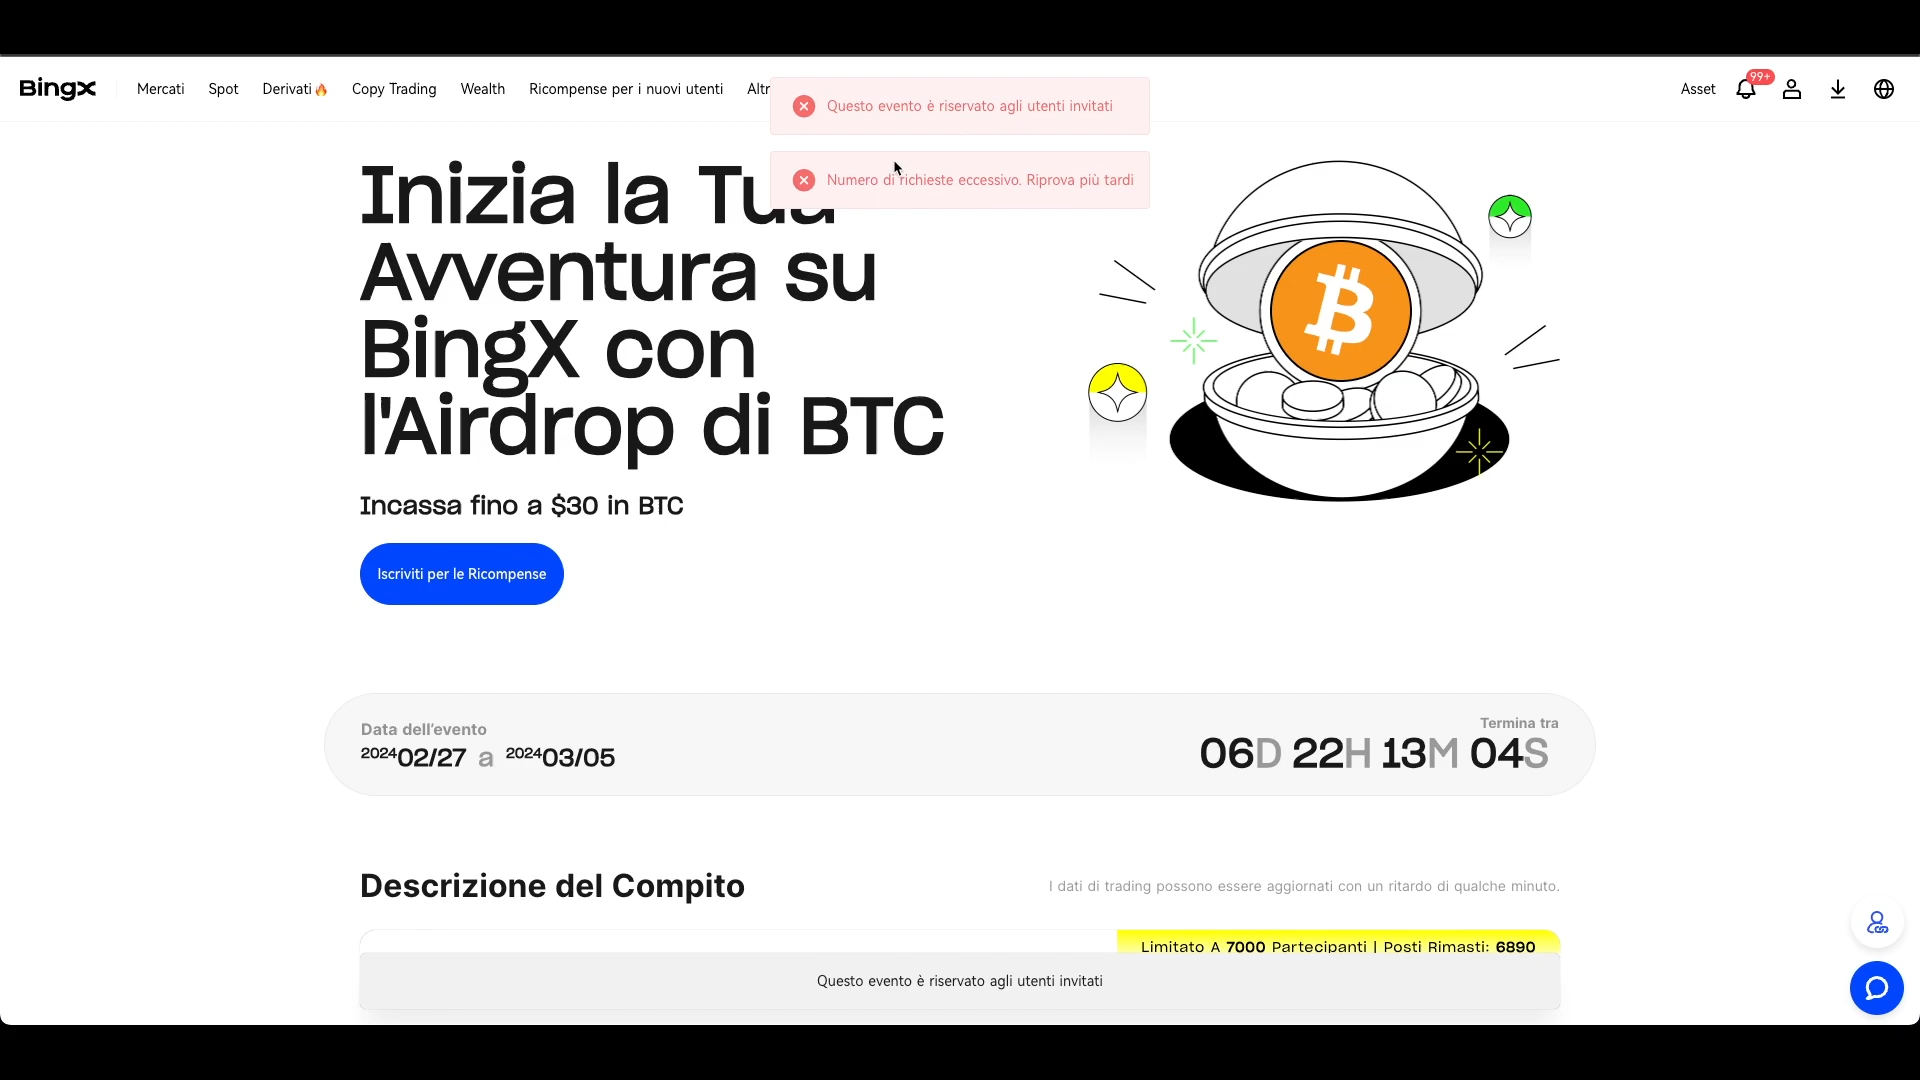 BingX
Mercati
Spot
Derivati
Copy Trading
Wealth
Ricompense per i nuovi utenti
Asset
99+
Questo evento è riservato agli utenti invitati
Numero di richieste eccessivo. Riprova più tardi
Inizia la Tua
Avventura su
BingX con
l'Airdrop di BTC
Incassa fino a $30 in BTC
Iscriviti per le Ricompense
Data dell'evento
2024 02/27 a 2024 03/05
Termina tra
06D 22H 13M 04S
Descrizione del Compito
I dati di trading possono essere aggiornati con un ritardo di qualche minuto.
Limitato A 7000 Partecipanti | Posti Rimasti: 6890
Questo evento è riservato agli utenti invitati